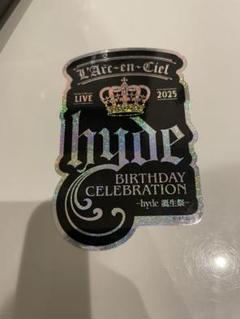 L'Arc~en~Ciel
LIVE 2025
hyde
BIRTHDAY
CELEBRATION
-hyde 誕生祭-